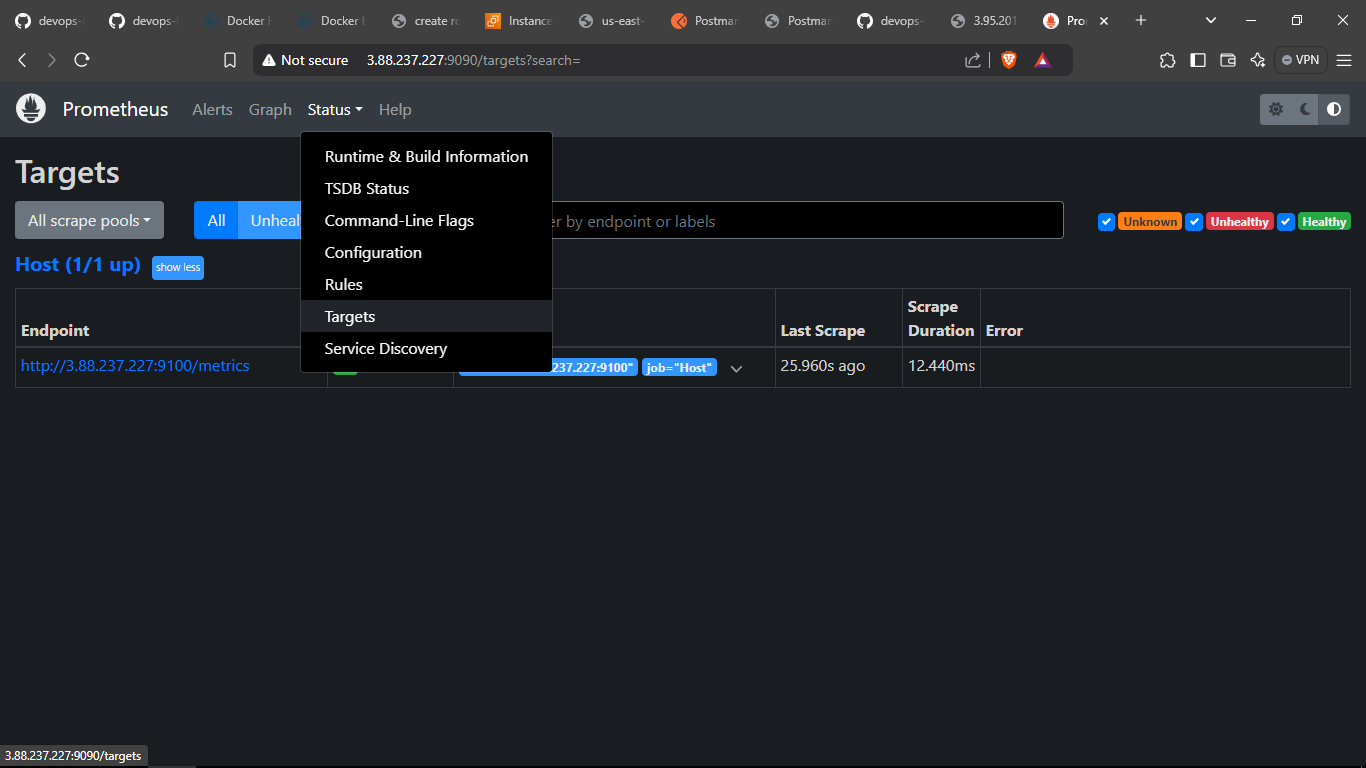 devops-
devops-
Docker
Docker
create ro
Instance
us-east-
Postmar
Postmar
devops-
3.95.201
Pro
Not secure 3.88.237.227:9090/targets?search=
VPN
Prometheus Alerts Graph Status Help
Runtime & Build Information
TSDB Status
Command-Line Flags
Configuration
Rules
Targets
Service Discovery
Targets
All scrape pools
All Unheal
er by endpoint or labels
Unknown Unhealthy Healthy
Host (1/1 up) show less
Endpoint Last Scrape Scrape Duration Error
http://3.88.237.227:9100/metrics 237.227:9100" job="Host" 25.960s ago 12.440ms
3.88.237.227:9090/targets